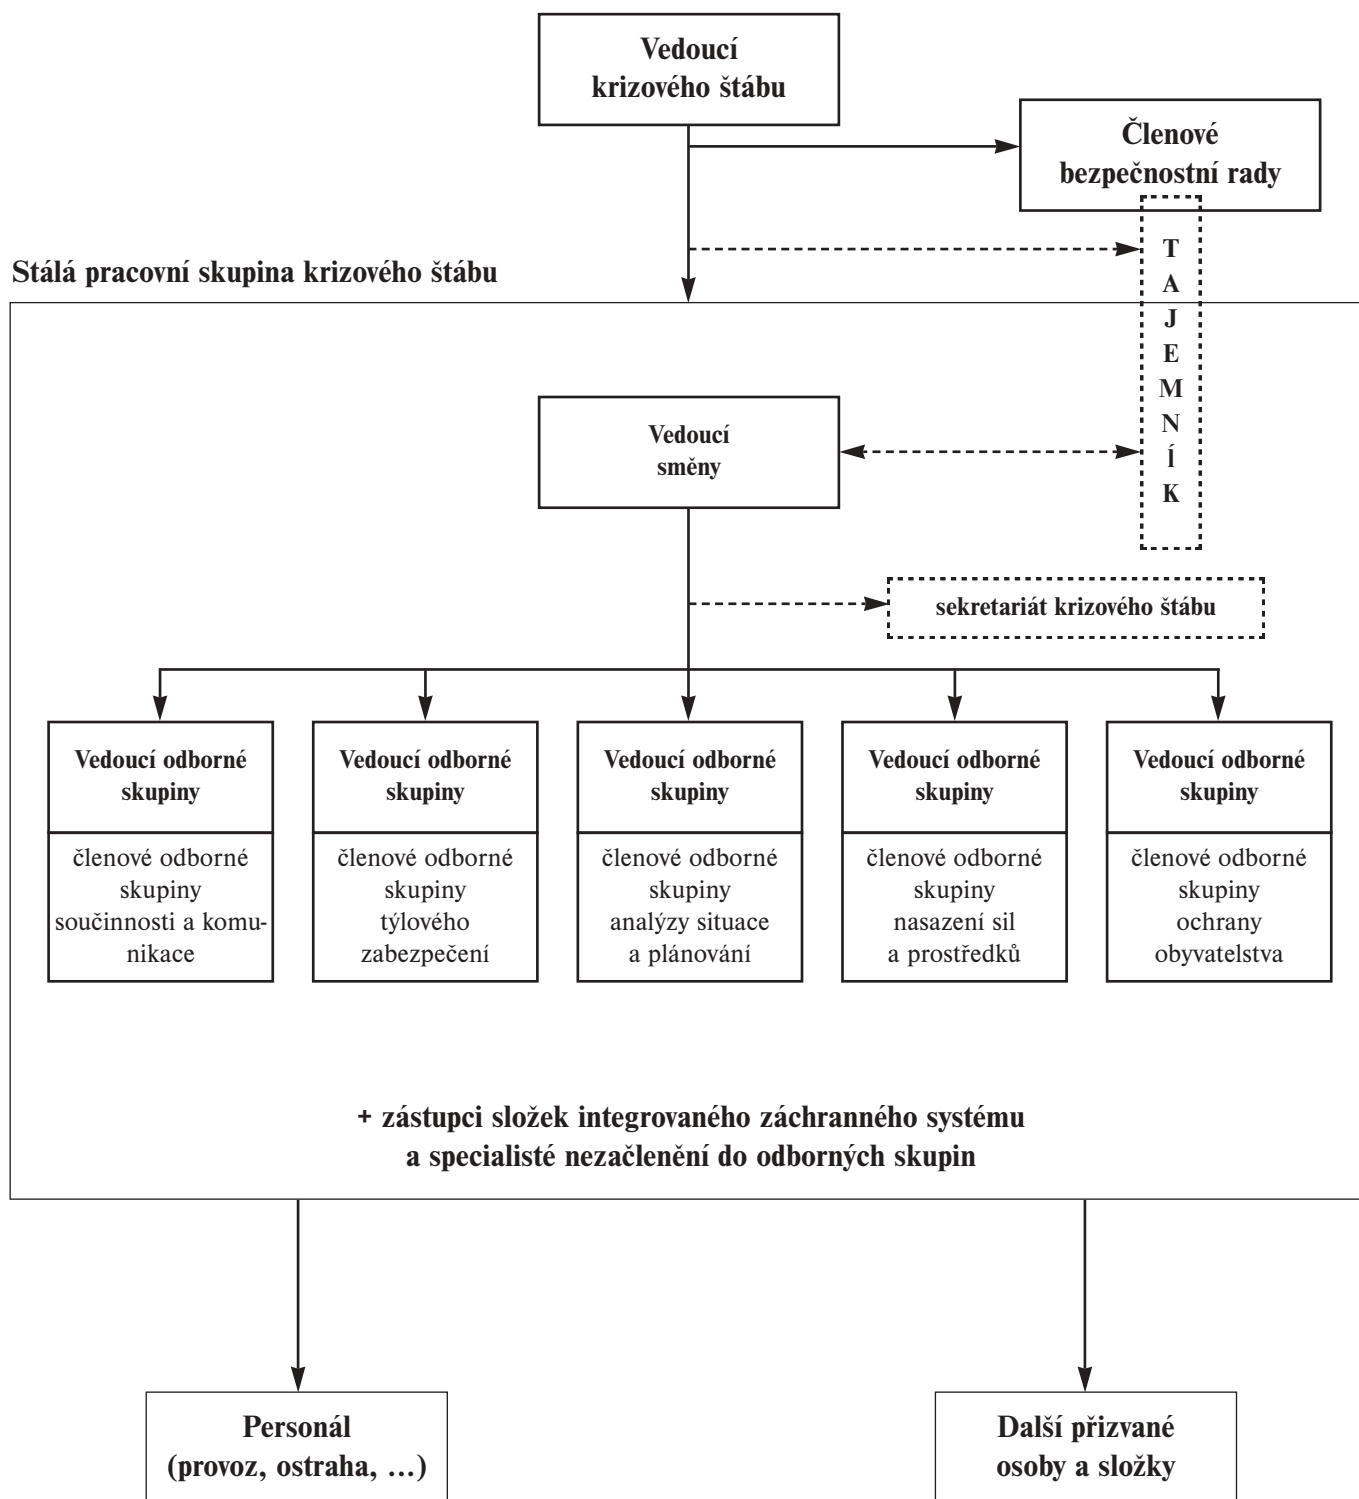 Vedoucí
krizového štábu
Členové
bezpečnostní rady
T
A
J
E
M
N
Í
K
Stálá pracovní skupina krizového štábu
Vedoucí
směny
sekretariát krizového štábu
Vedoucí odborné
skupiny
členové odborné
skupiny
součinnosti a komu-
nikace
Vedoucí odborné
skupiny
členové odborné
skupiny
týlového
zabezpečení
Vedoucí odborné
skupiny
členové odborné
skupiny
analýzy situace
a plánování
Vedoucí odborné
skupiny
členové odborné
skupiny
nasazení sil
a prostředků
Vedoucí odborné
skupiny
členové odborné
skupiny
ochrany
obyvatelstva
+ zástupci složek integrovaného záchranného systému
a specialisté nezačlenění do odborných skupin
Personál
(provoz, ostraha, ...)
Další přizvané
osoby a složky